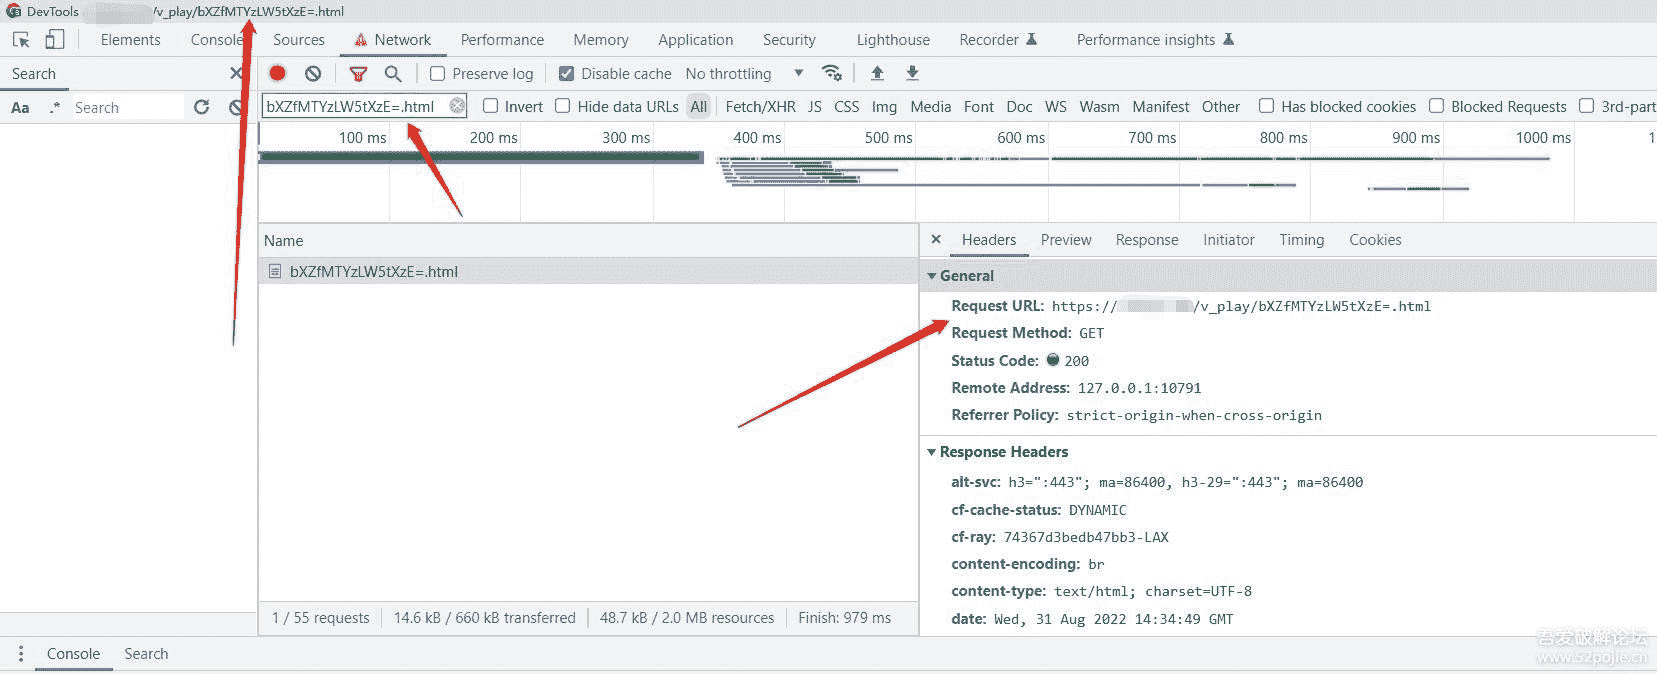 DevTools /v_play/bXZfMTYzLW5tXzE=.html
Elements Console Sources Network Performance Memory Application Security Lighthouse Recorder Performance insights
Search
Preserve log Disable cache No throttling
Aa .* Search
bXZfMTYzLW5tXzE=.html Invert Hide data URLs All Fetch/XHR JS CSS Img Media Font Doc WS Wasm Manifest Other Has blocked cookies Blocked Requests 3rd-part
100 ms 200 ms 300 ms 400 ms 500 ms 600 ms 700 ms 800 ms 900 ms 1000 ms 1
Name
bXZfMTYzLW5tXzE=.html
Headers Preview Response Initiator Timing Cookies
General
Request URL: https:// /v_play/bXZfMTYzLW5tXzE=.html
Request Method: GET
Status Code: 200
Remote Address: 127.0.0.1:10791
Referrer Policy: strict-origin-when-cross-origin
Response Headers
alt-svc: h3=":443"; ma=86400, h3-29=":443"; ma=86400
cf-cache-status: DYNAMIC
cf-ray: 74367d3bedb47bb3-LAX
content-encoding: br
content-type: text/html; charset=UTF-8
date: Wed, 31 Aug 2022 14:34:49 GMT
1 / 55 requests 14.6 kB / 660 kB transferred 48.7 kB / 2.0 MB resources Finish: 979 ms
Console Search
吾爱破解论坛
www.52pojie.cn